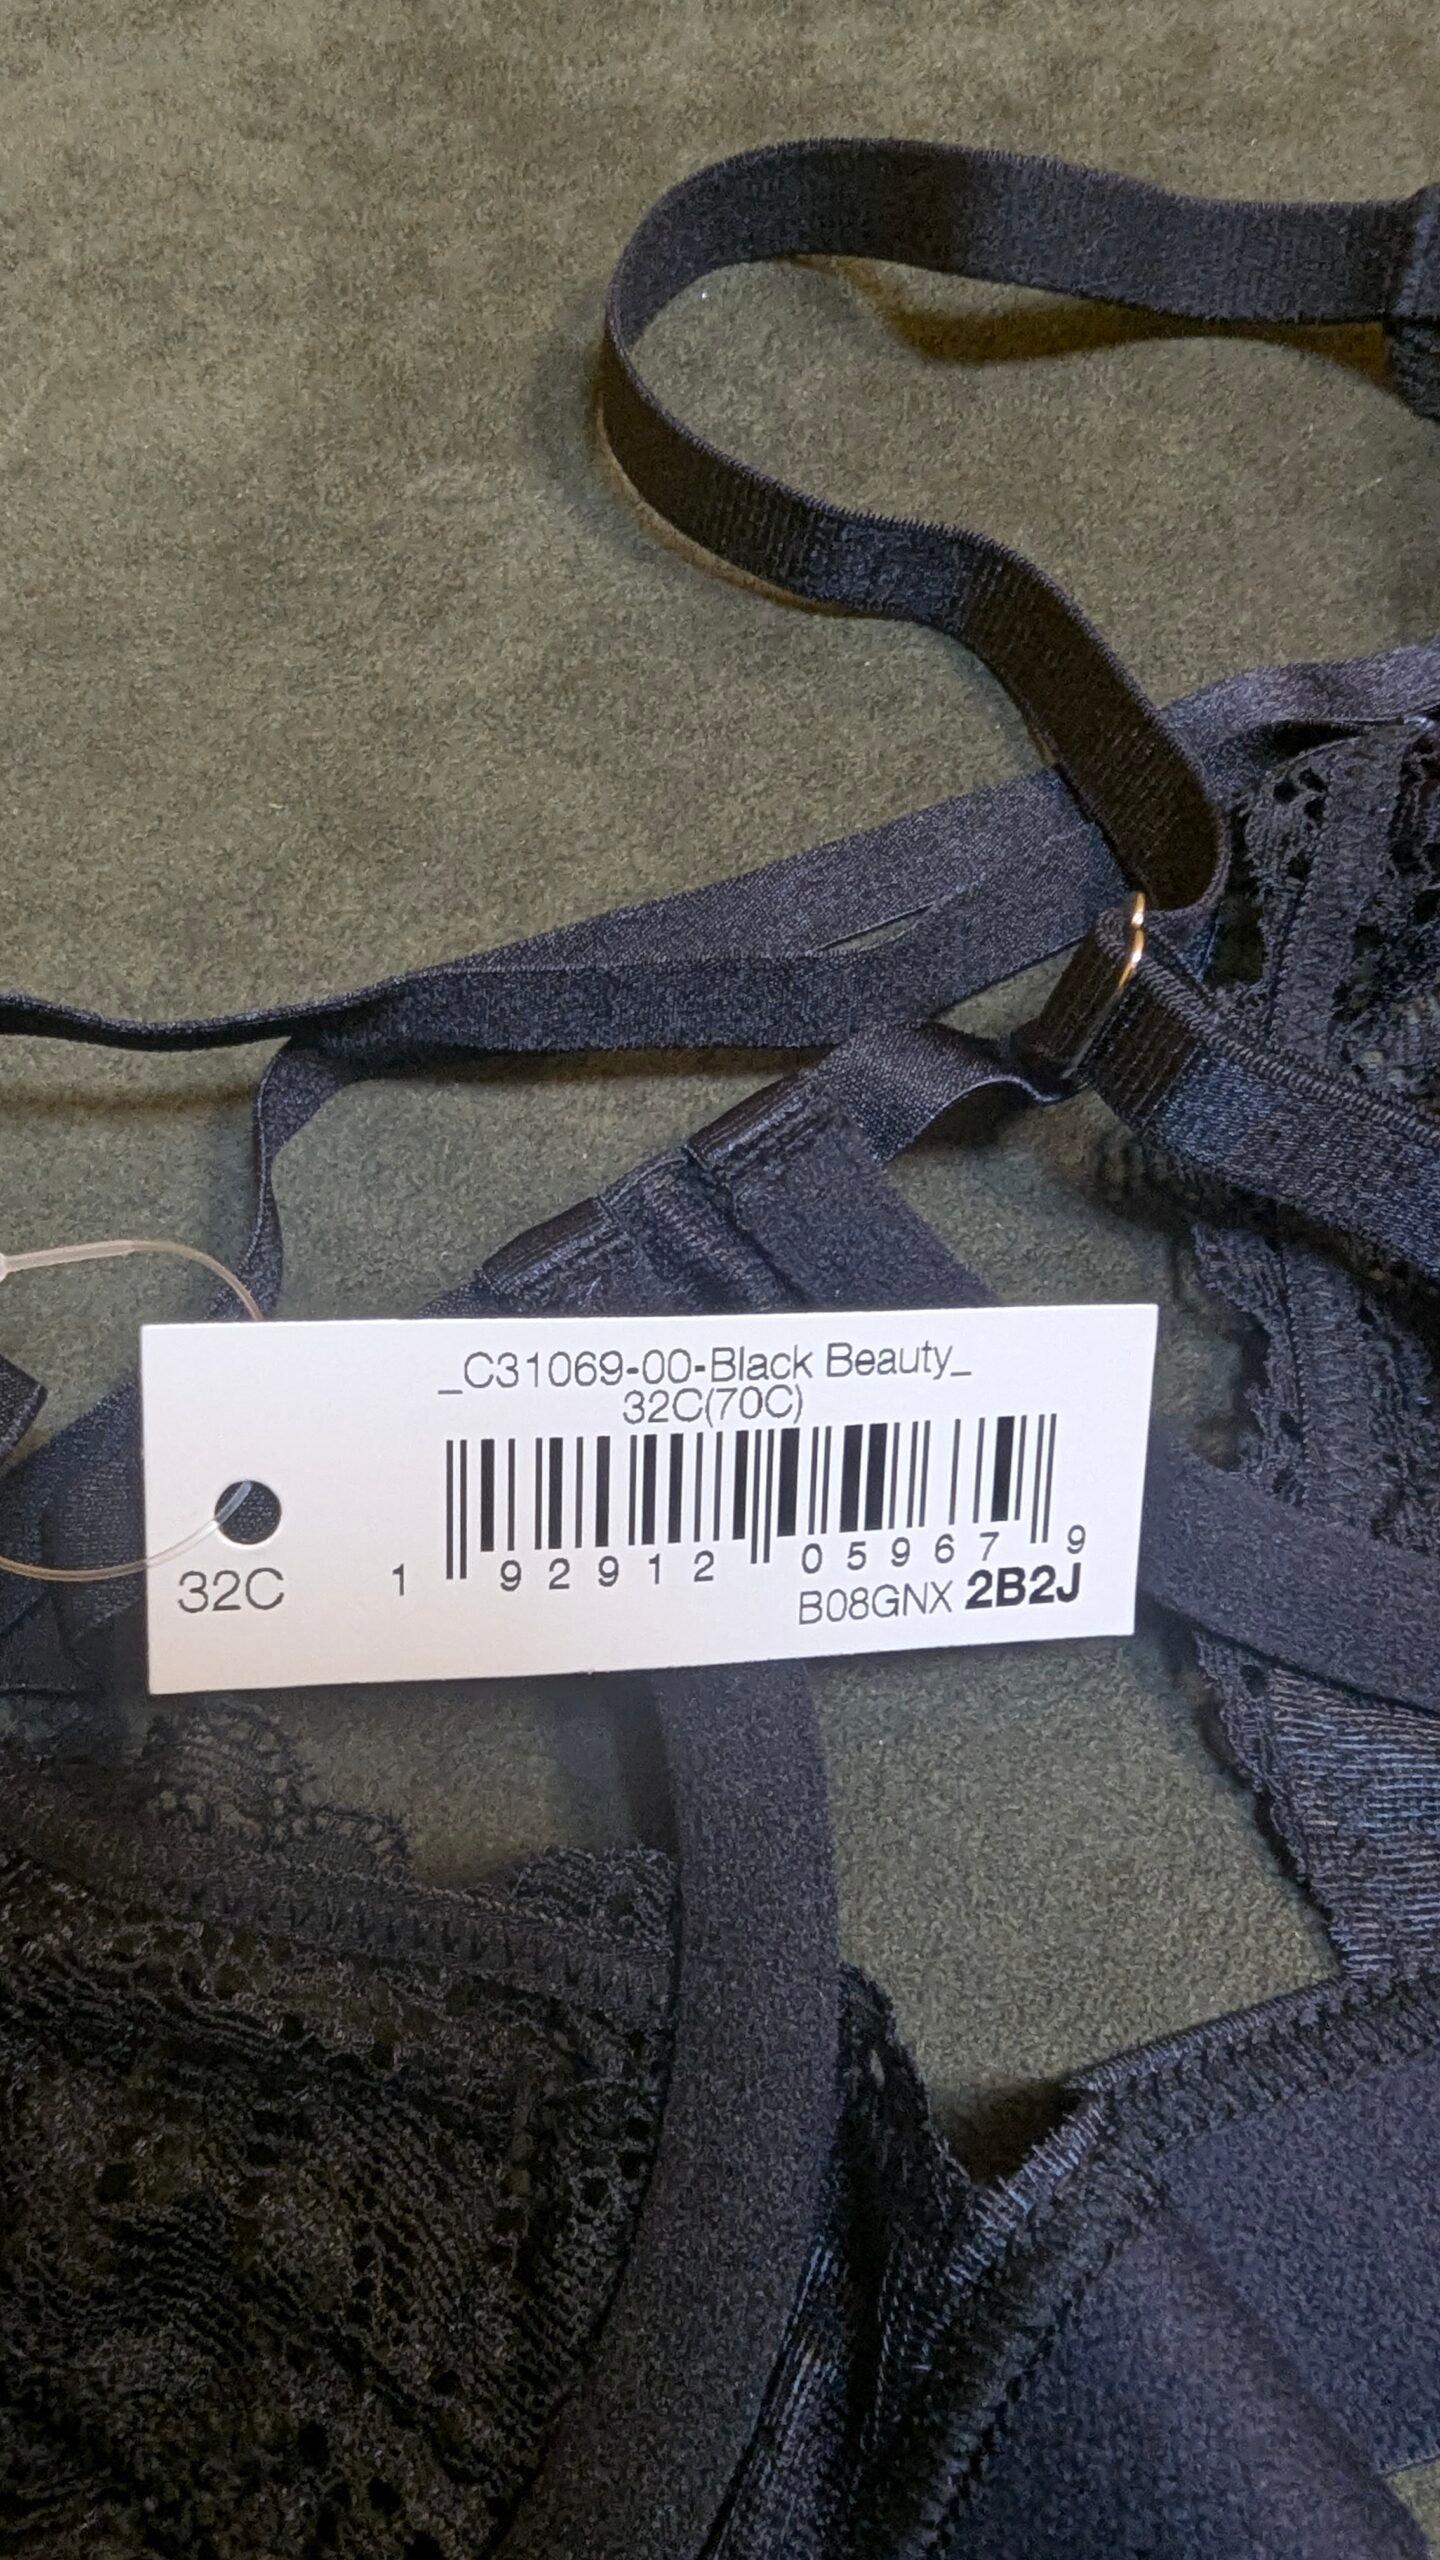 _C31069-00-Black Beauty_
32C(70C)
1 92912 05967 9
32C
B08GNX 2B2J